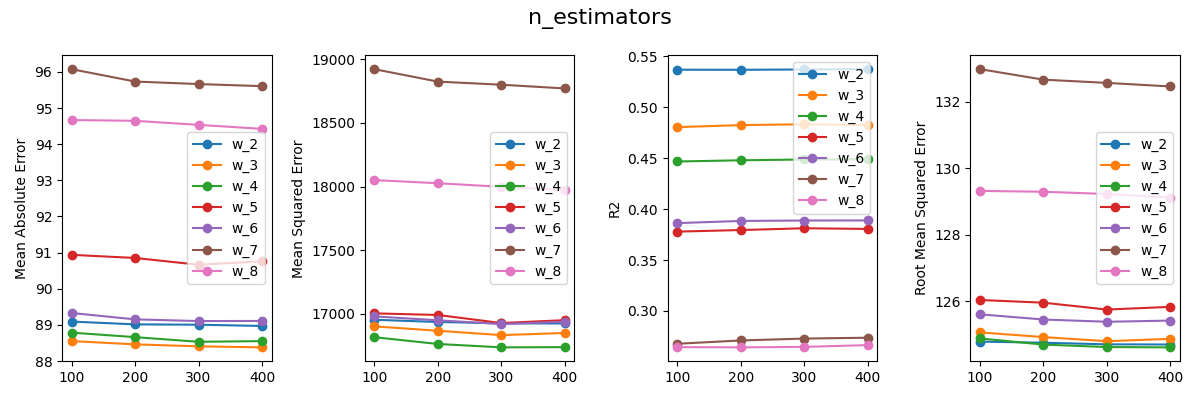 n_estimators
Mean Absolute Error
96
95
94
93
92
91
90
89
88
100 200 300 400
w_2
w_3
w_4
w_5
w_6
w_7
w_8
Mean Squared Error
19000
18500
18000
17500
17000
100 200 300 400
w_2
w_3
w_4
w_5
w_6
w_7
w_8
R2
0.55
0.50
0.45
0.40
0.35
0.30
100 200 300 400
w_2
w_3
w_4
w_5
w_6
w_7
w_8
Root Mean Squared Error
132
130
128
126
100 200 300 400
w_2
w_3
w_4
w_5
w_6
w_7
w_8